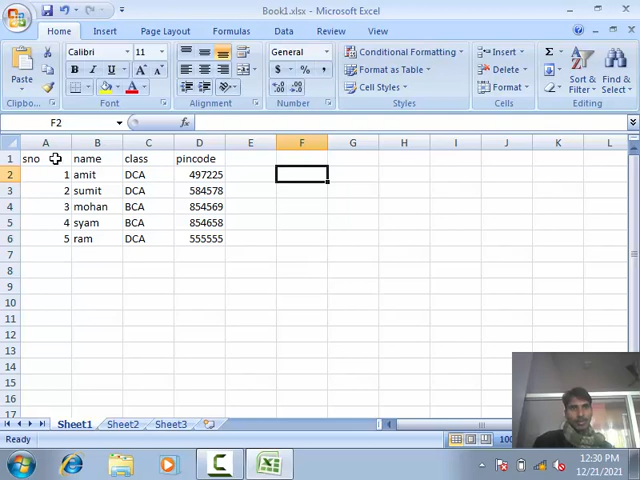 Book1.xlsx - Microsoft Excel
Home Insert Page Layout Formulas Data Review View
Paste
Clipboard
Calibri 11
B I U
Font
Alignment
General
$ % ,
Number
Conditional Formatting
Format as Table
Cell Styles
Styles
Insert
Delete
Format
Cells
Σ
Sort & Find &
Filter Select
Editing
F2 fx
A B C D E F G H I J K L
1 sno name class pincode
2 1 amit DCA 497225
3 2 sumit DCA 584578
4 3 mohan BCA 854569
5 4 syam BCA 854658
6 5 ram DCA 555555
7
8
9
10
11
12
13
14
15
16
17
Sheet1 Sheet2 Sheet3
Ready
100
12:30 PM
12/21/2021